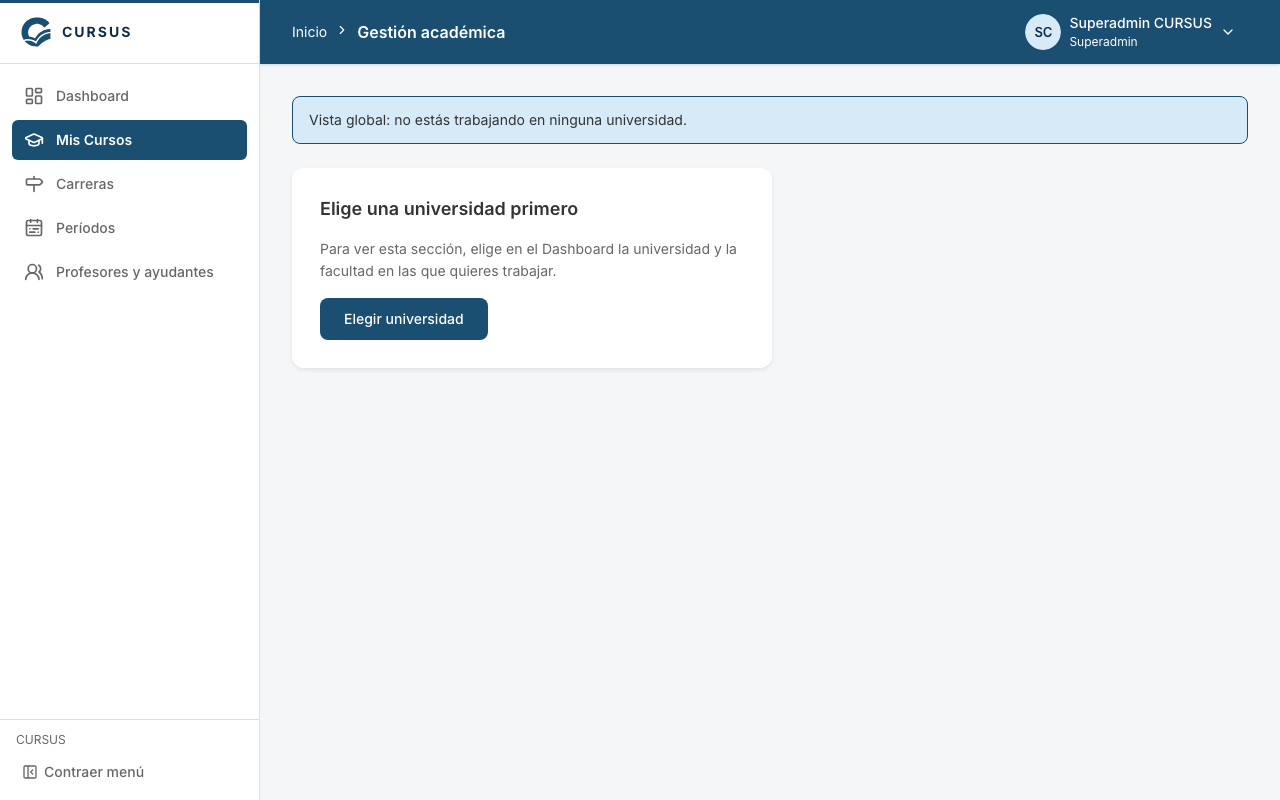 CURSUS
Inicio
Gestión académica
SC
Superadmin CURSUS
Superadmin
Dashboard
Mis Cursos
Carreras
Períodos
Profesores y ayudantes
Vista global: no estás trabajando en ninguna universidad.
Elige una universidad primero
Para ver esta sección, elige en el Dashboard la universidad y la
facultad en las que quieres trabajar.
Elegir universidad
CURSUS
Contraer menú